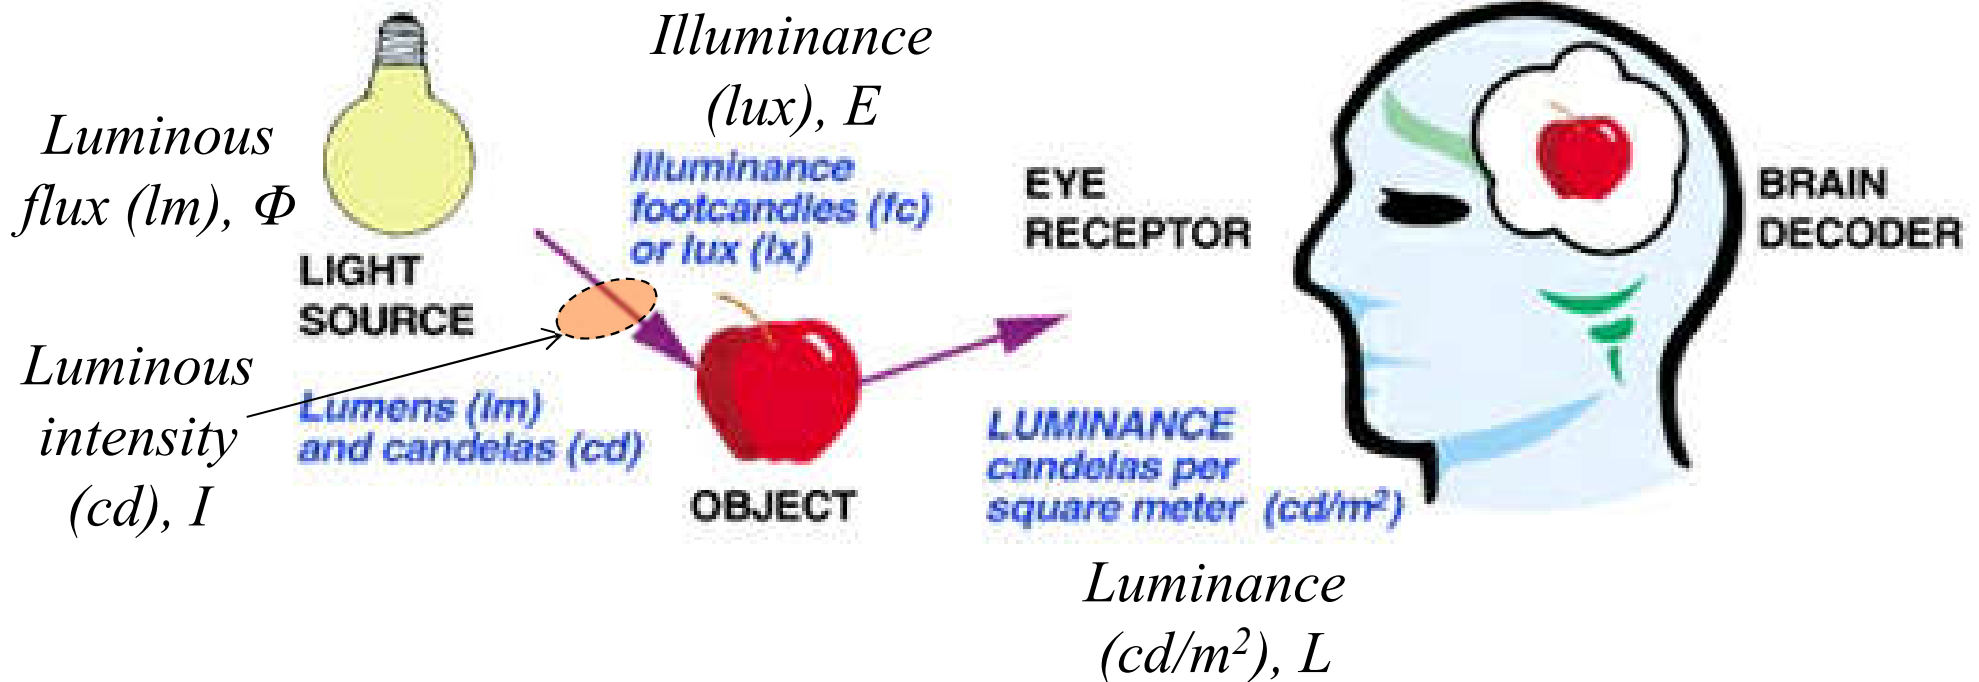 Luminous
flux (lm), Φ
LIGHT
SOURCE
Luminous
intensity
(cd), I
Lumens (lm)
and candelas (cd)
Illuminance
(lux), E
Illuminance
footcandles (fc)
or lux (lx)
OBJECT
EYE
RECEPTOR
BRAIN
DECODER
LUMINANCE
candelas per
square meter (cd/m²)
Luminance
(cd/m²), L